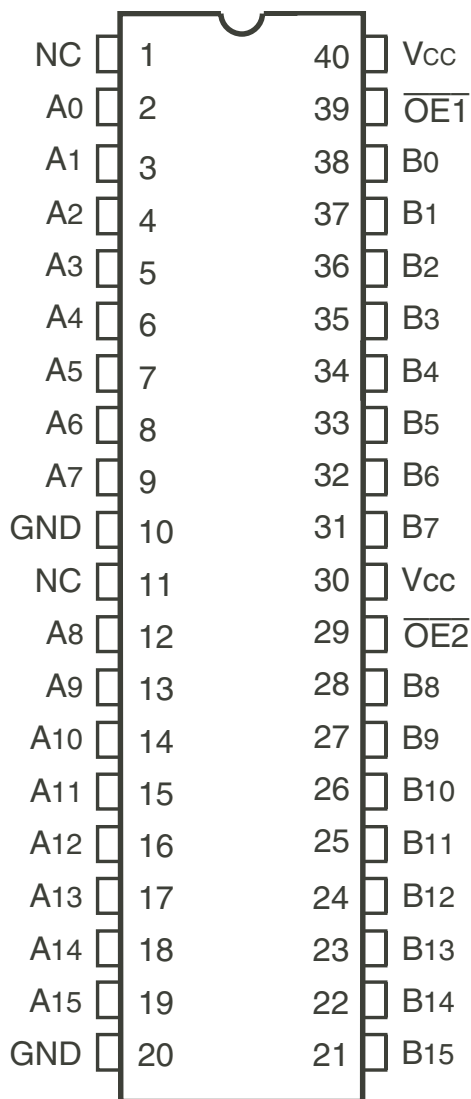 NC 1 40 Vcc
A0 2 39 O̅E̅1̅
A1 3 38 B0
A2 4 37 B1
A3 5 36 B2
A4 6 35 B3
A5 7 34 B4
A6 8 33 B5
A7 9 32 B6
GND 10 31 B7
NC 11 30 Vcc
A8 12 29 O̅E̅2̅
A9 13 28 B8
A10 14 27 B9
A11 15 26 B10
A12 16 25 B11
A13 17 24 B12
A14 18 23 B13
A15 19 22 B14
GND 20 21 B15